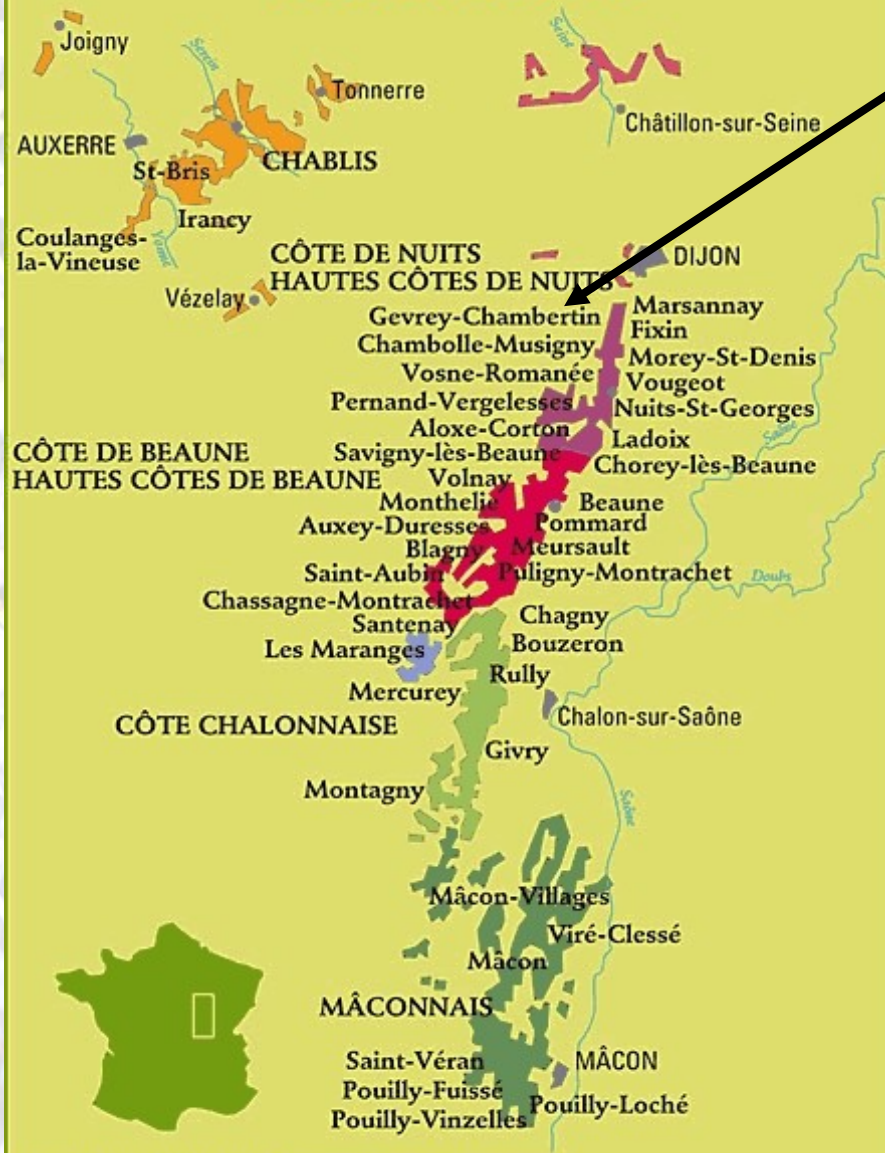 Joigny
Serein
Seine
Tonnerre
Châtillon-sur-Seine
AUXERRE
St-Bris
CHABLIS
Irancy
Coulanges-
la-Vineuse
Yonne
Vézelay
CÔTE DE NUITS
HAUTES CÔTES DE NUITS
DIJON
Gevrey-Chambertin
Marsannay
Fixin
Chambolle-Musigny
Morey-St-Denis
Vosne-Romanée
Vougeot
Pernand-Vergelesses
Nuits-St-Georges
Aloxe-Corton
Ladoix
Saône
CÔTE DE BEAUNE
HAUTES CÔTES DE BEAUNE
Savigny-lès-Beaune
Chorey-lès-Beaune
Volnay
Monthelie
Beaune
Auxey-Duresses
Pommard
Blagny
Meursault
Saint-Aubin
Puligny-Montrachet
Doubs
Chassagne-Montrachet
Santenay
Chagny
Les Maranges
Bouzeron
Rully
Mercurey
CÔTE CHALONNAISE
Chalon-sur-Saône
Givry
Montagny
Saône
Mâcon-Villages
Viré-Clessé
Mâcon
MÂCONNAIS
Saint-Véran
MÂCON
Pouilly-Fuissé
Pouilly-Loché
Pouilly-Vinzelles